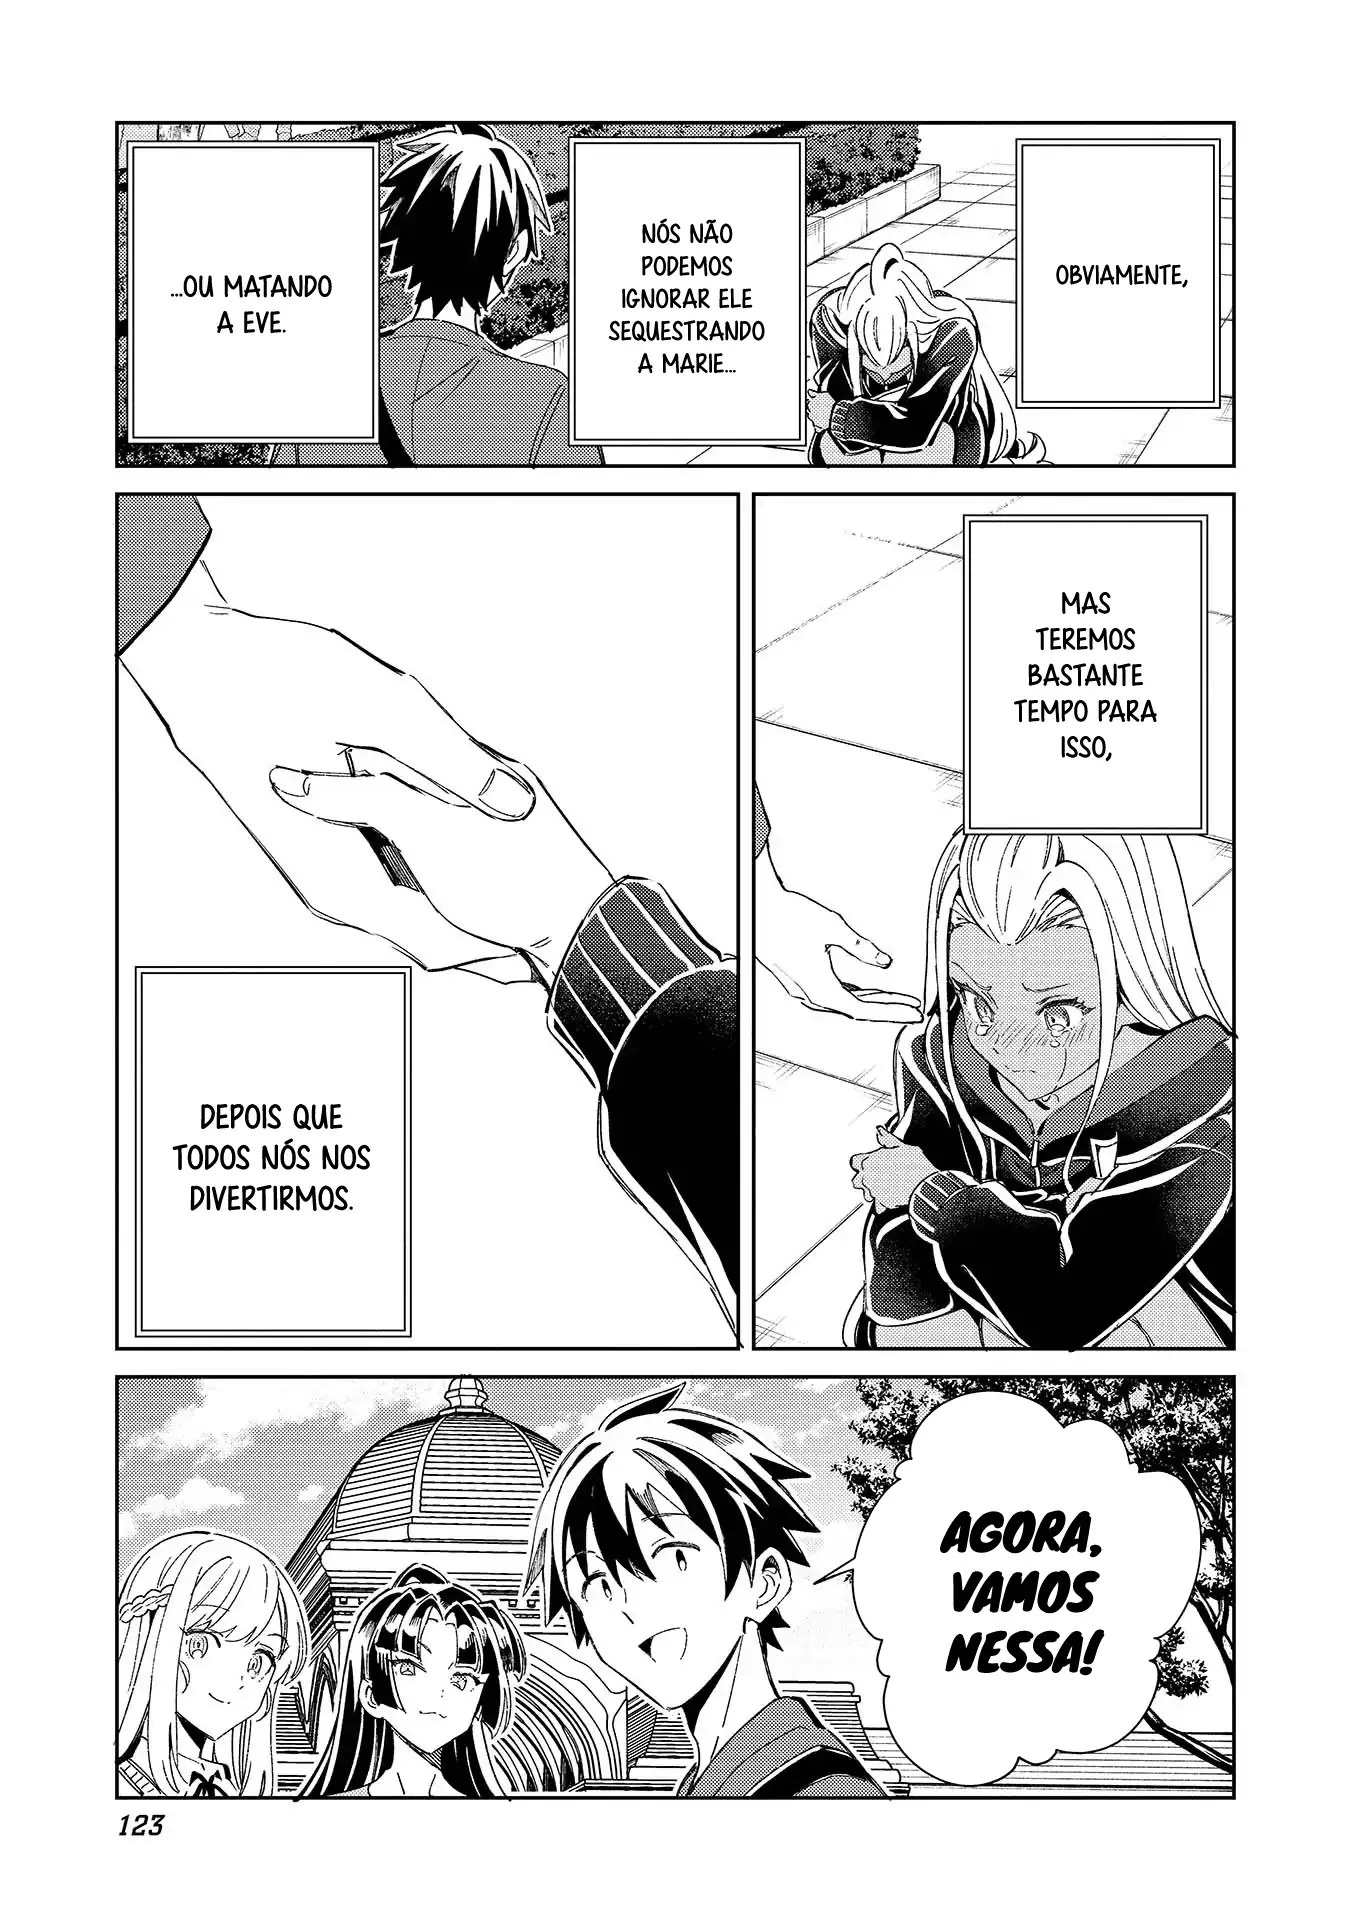 OBVIAMENTE,
NÓS NÃO
PODEMOS
IGNORAR ELE
SEQUESTRANDO
A MARIE...
...OU MATANDO
A EVE.
MAS
TEREMOS
BASTANTE
TEMPO PARA
ISSO,
DEPOIS QUE
TODOS NÓS NOS
DIVERTIRMOS.
AGORA,
VAMOS
NESSA!
123